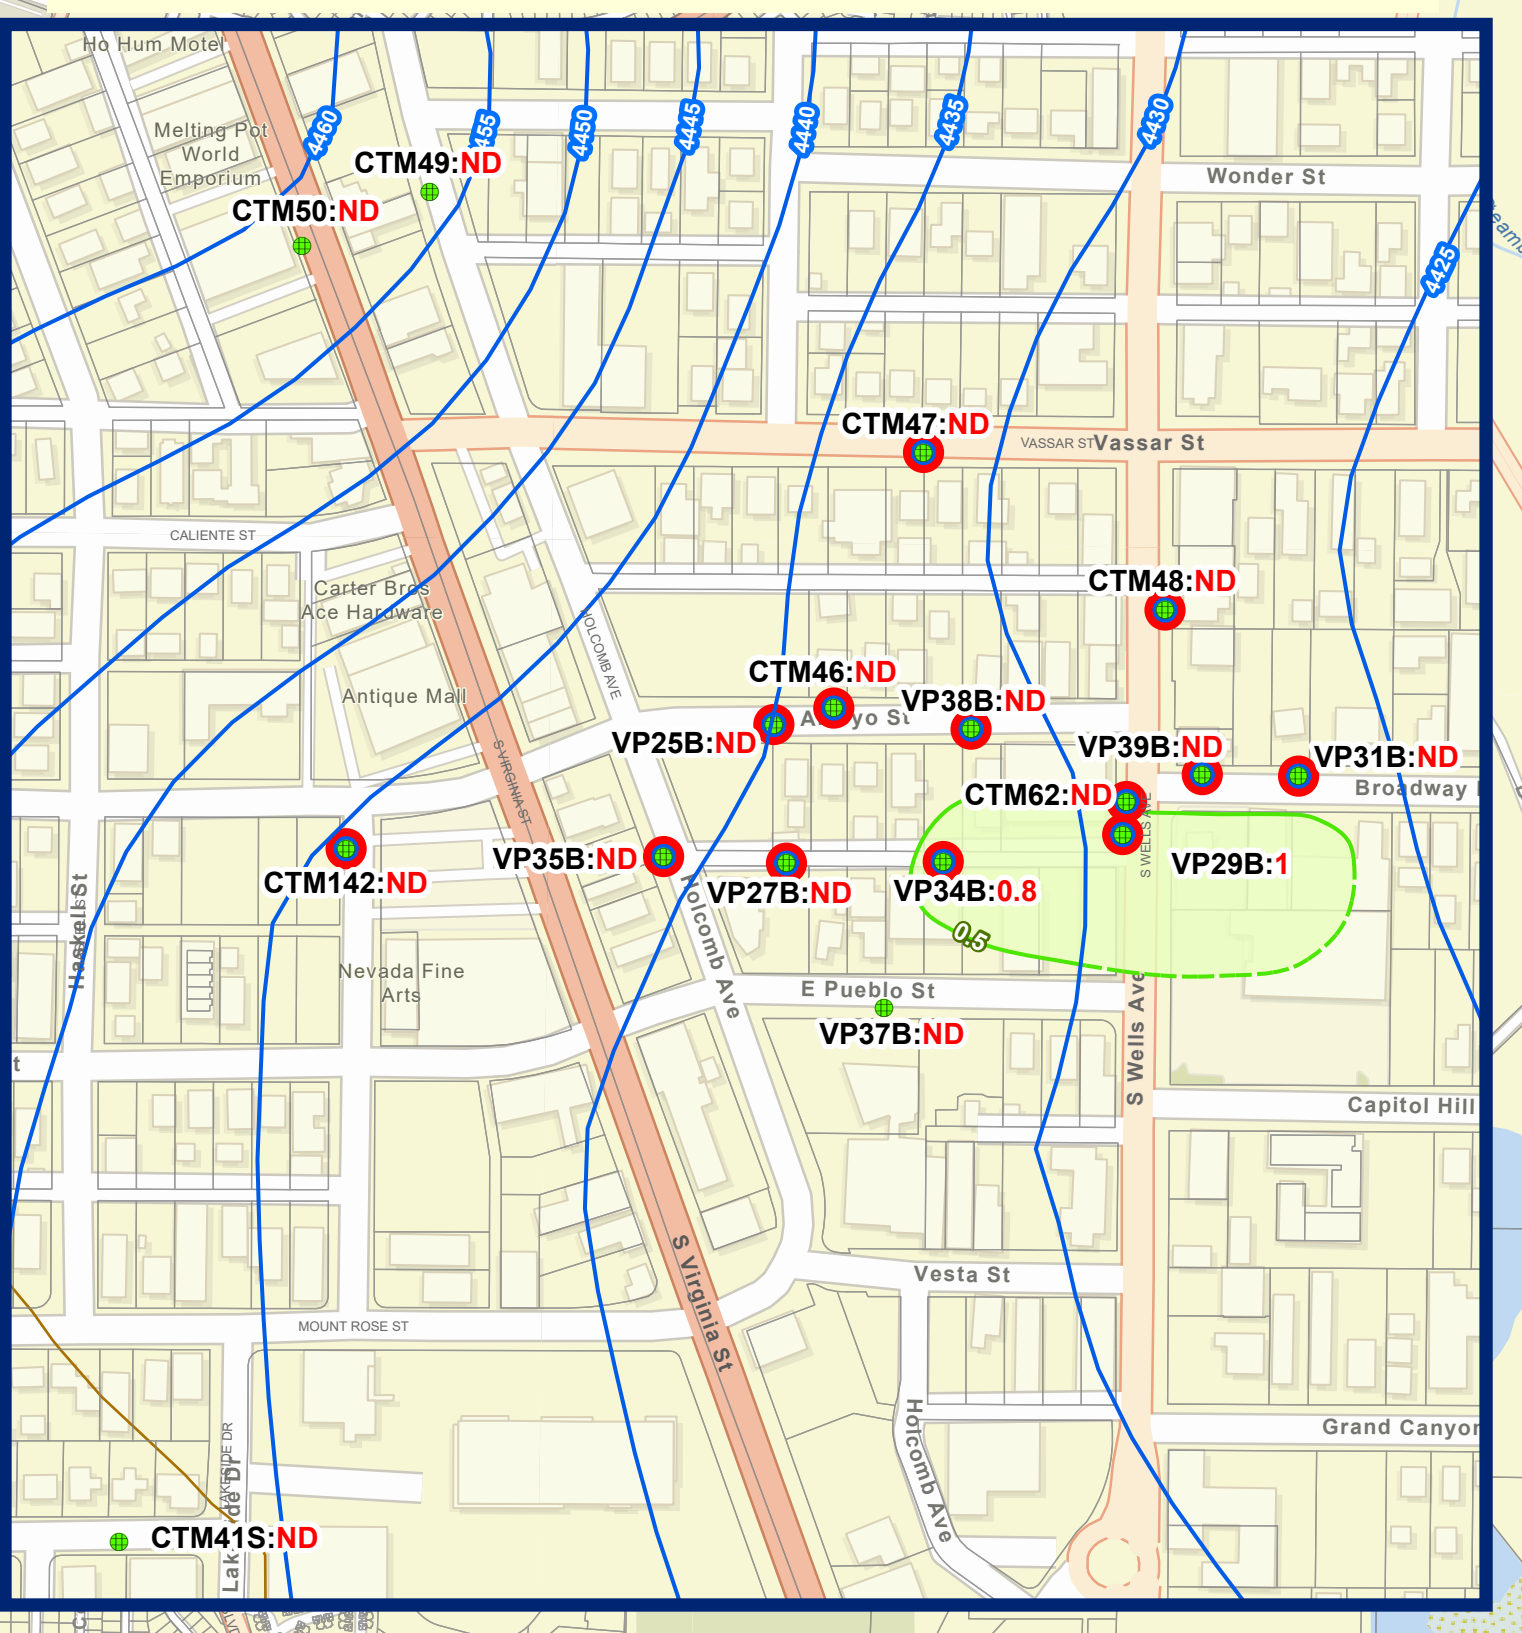 Ho Hum Motel
4460
455
4450
4445
4440
4435
4430
Melting Pot
World
Emporium
CTM49:ND
Wonder St
CTM50:ND
4425
CTM47:ND
VASSAR ST
Vassar St
CALIENTE ST
Carter Bros
Ace Hardware
CTM48:ND
HOLCOMB AVE
CTM46:ND
Antique Mall
VP38B:ND
VP25B:ND
VP39B:ND
VP31B:ND
S VIRGINIA ST
CTM62:ND
Broadway
S WELLS AVE
VP35B:ND
VP29B:1
CTM142:ND
VP27B:ND
VP34B:0.8
Haskell St
Holcomb Ave
0.5
Nevada Fine
Arts
E Pueblo St
VP37B:ND
S Wells Ave
t
Capitol Hill
Vesta St
S Virginia St
MOUNT ROSE ST
Holcomb Ave
Grand Canyon
LAKESIDE DR
CTM41S:ND